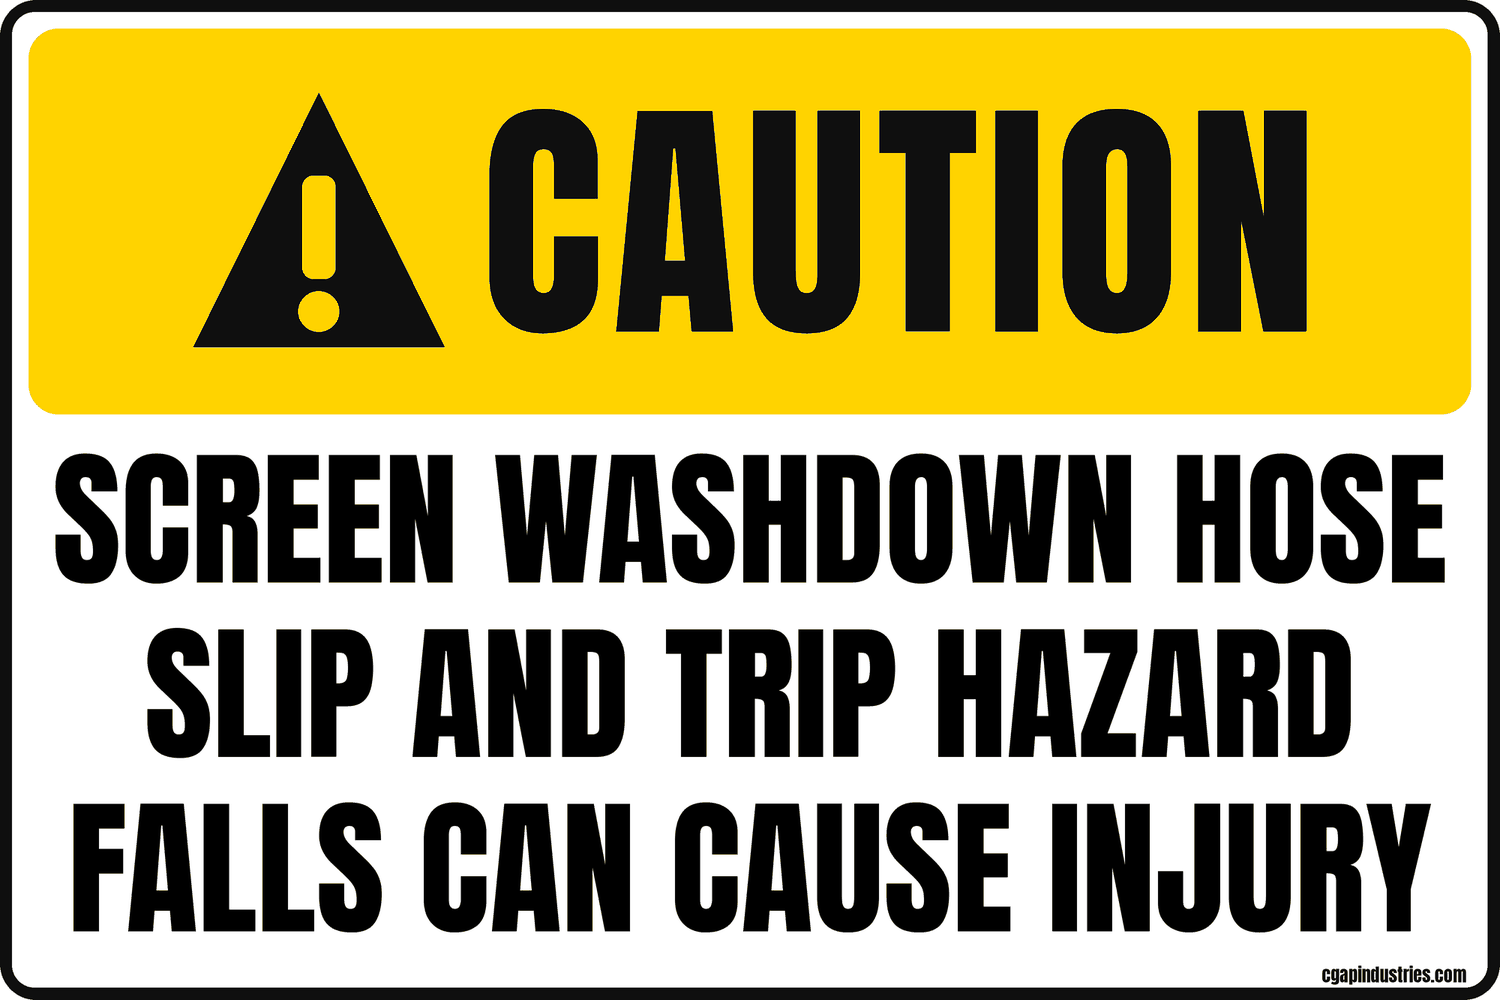 CAUTION
SCREEN WASHDOWN HOSE
SLIP AND TRIP HAZARD
FALLS CAN CAUSE INJURY
cgapindustries.com